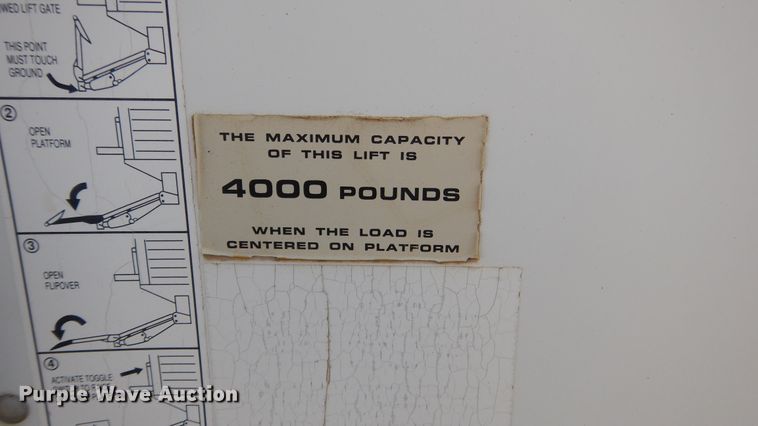 WED LIFT GATE
THIS POINT
MUST TOUCH
GROUND
2
OPEN
PLATFORM
3
OPEN
FLIPOVER
4
ACTIVATE TOGGLE
THE MAXIMUM CAPACITY
OF THIS LIFT IS
4000 POUNDS
WHEN THE LOAD IS
CENTERED ON PLATFORM
Purple Wave Auction